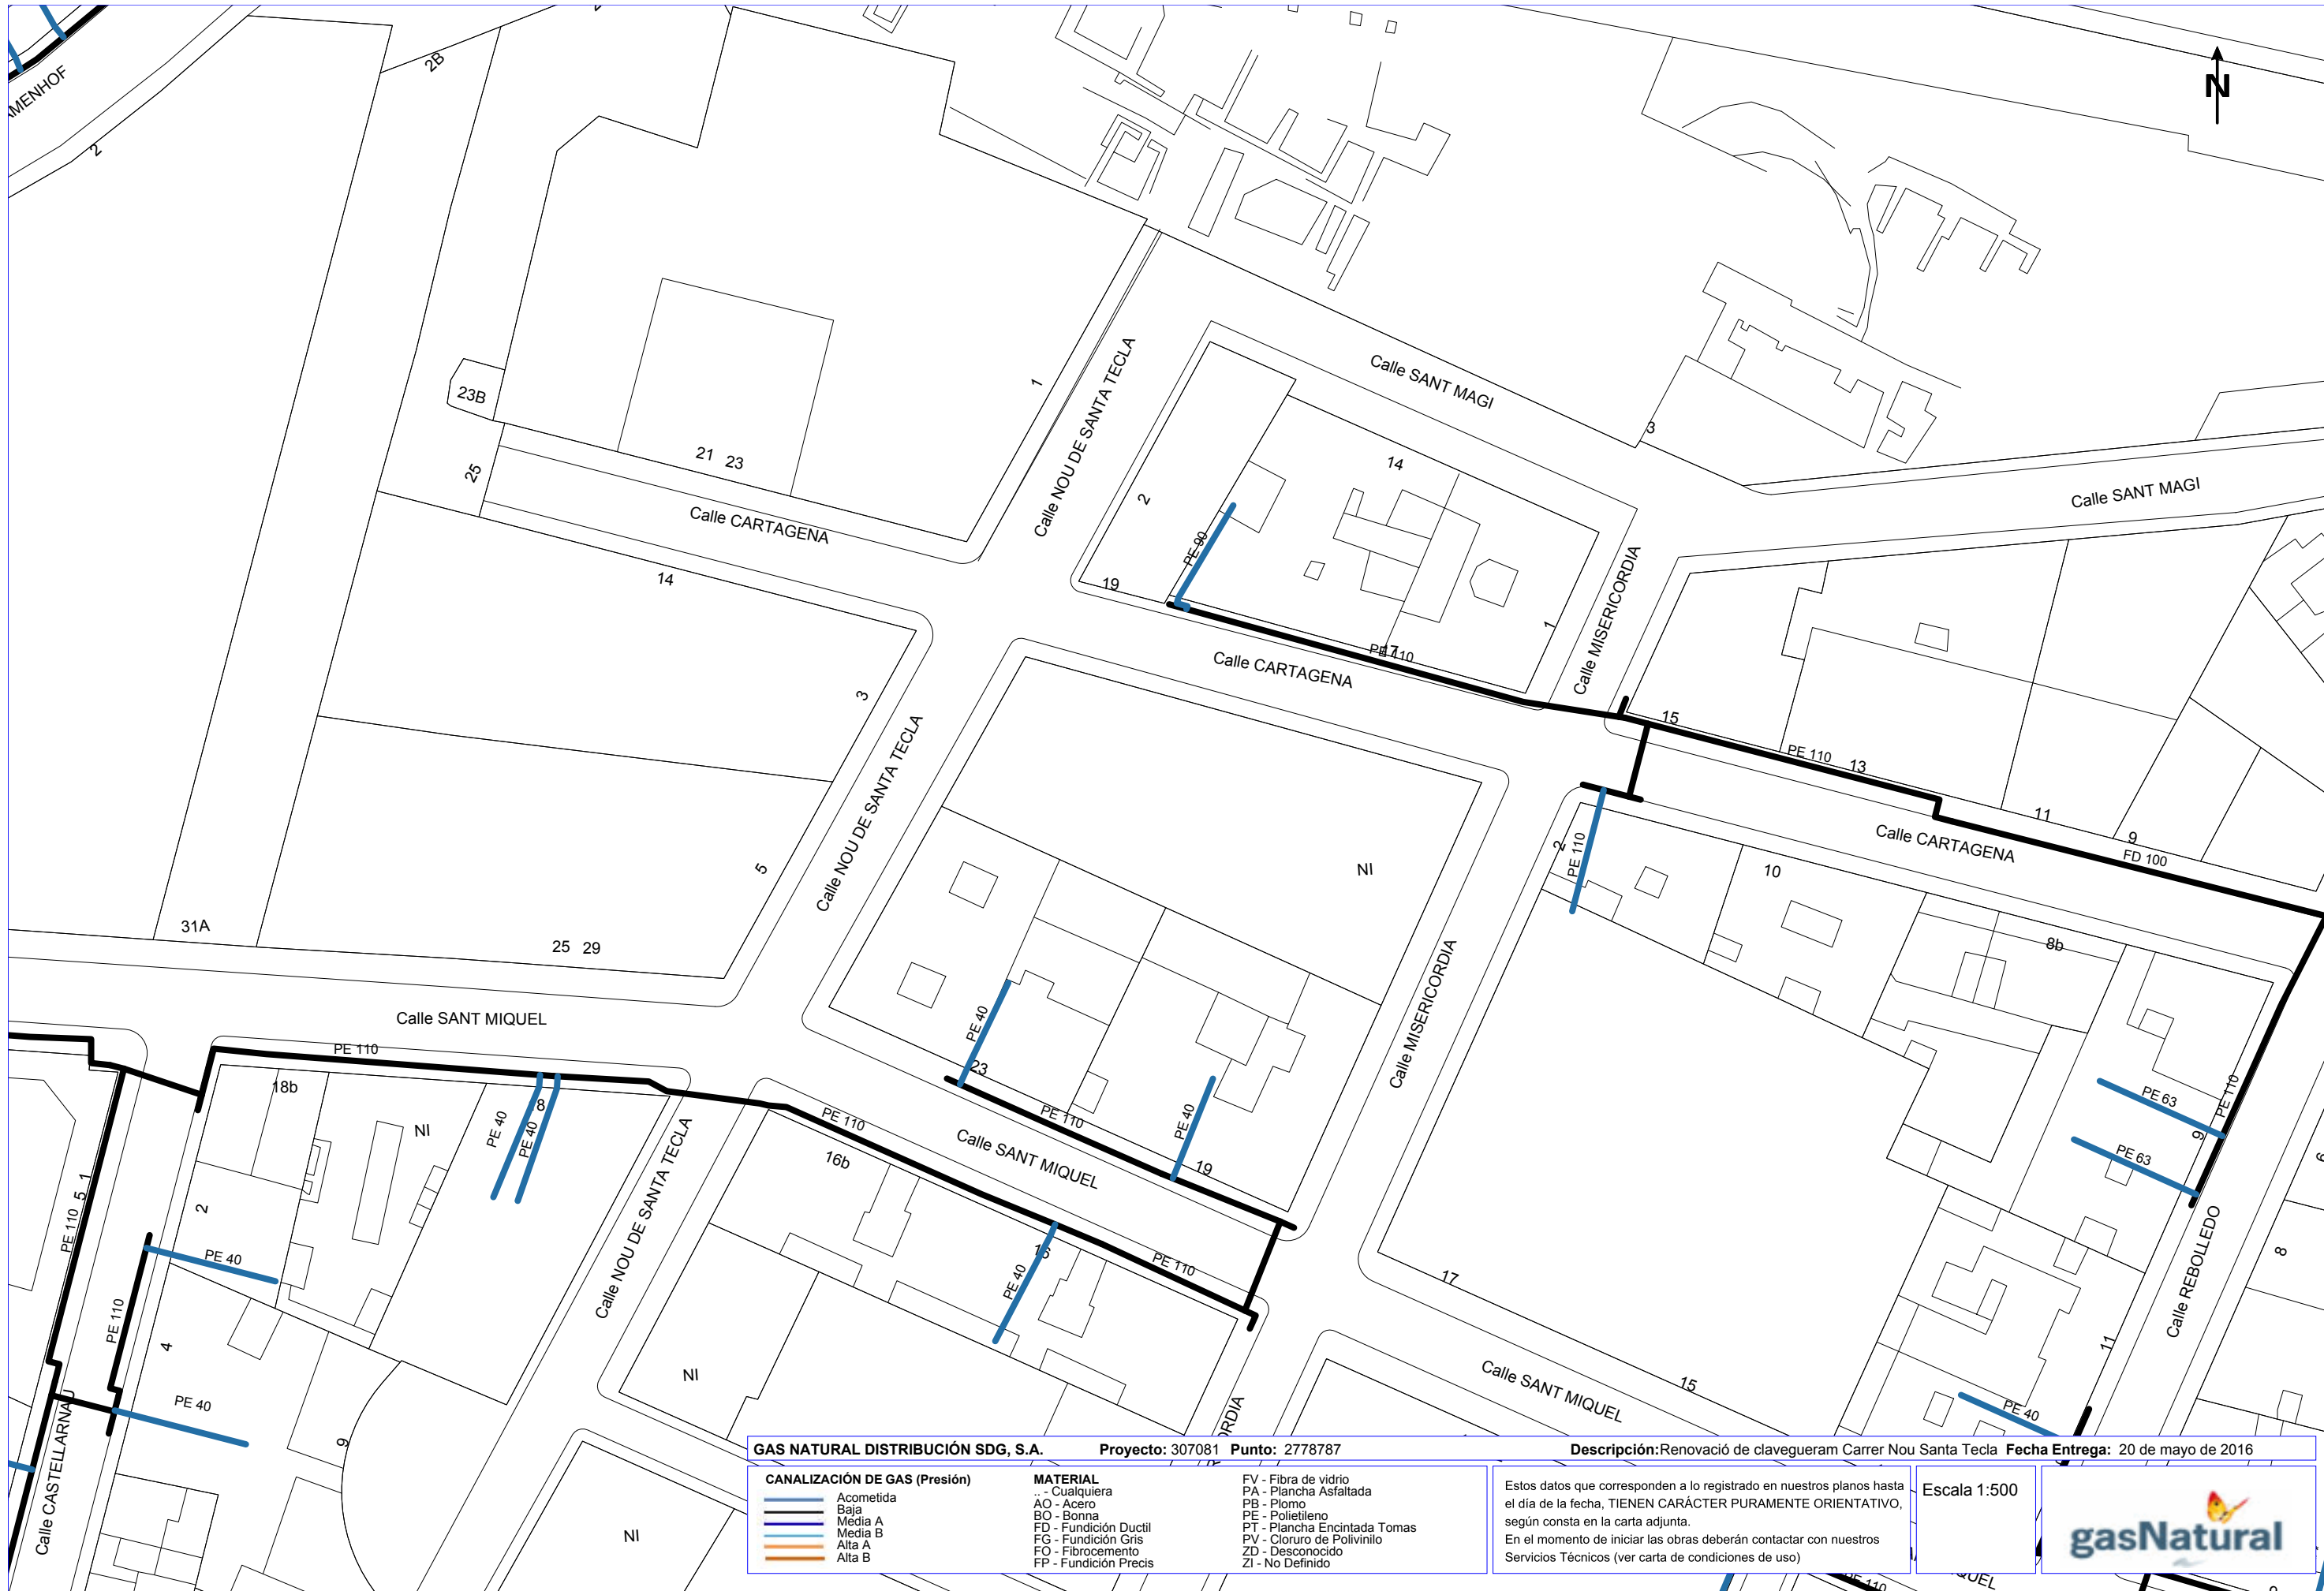 AMENHOF
2B
2
N
Calle NOU DE SANTA TECLA
1
Calle SANT MAGI
3
23B
21 23
25
Calle CARTAGENA
14
2
14
Calle SANT MAGI
PE 90
19
Calle MISERICORDIA
1
17
PE 110
Calle CARTAGENA
15
PE 110
13
11
9
FD 100
Calle CARTAGENA
3
5
Calle NOU DE SANTA TECLA
NI
2
PE 110
10
8b
31A
25 29
Calle SANT MIQUEL
PE 110
18b
NI
PE 40
PE 40
8
PE 40
23
PE 110
PE 40
19
Calle MISERICORDIA
PE 110
16b
Calle SANT MIQUEL
PE 63
PE 63
PE 110
9
6
8
1
5
PE 110
2
PE 40
PE 110
4
PE 40
9
Calle CASTELLARNAU
Calle NOU DE SANTA TECLA
16
PE 40
PE 110
NI
17
15
Calle SANT MIQUEL
Calle REBOLLEDO
11
PE 40
ORDIA
NI
GAS NATURAL DISTRIBUCIÓN SDG, S.A. Proyecto: 307081 Punto: 2778787 Descripción:Renovació de clavegueram Carrer Nou Santa Tecla Fecha Entrega: 20 de mayo de 2016
CANALIZACIÓN DE GAS (Presión)
Acometida
Baja
Media A
Media B
Alta A
Alta B
MATERIAL
.. - Cualquiera
AO - Acero
BO - Bonna
FD - Fundición Ductil
FG - Fundición Gris
FO - Fibrocemento
FP - Fundición Precis
FV - Fibra de vidrio
PA - Plancha Asfaltada
PB - Plomo
PE - Polietileno
PT - Plancha Encintada Tomas
PV - Cloruro de Polivinilo
ZD - Desconocido
ZI - No Definido
Estos datos que corresponden a lo registrado en nuestros planos hasta
el día de la fecha, TIENEN CARÁCTER PURAMENTE ORIENTATIVO,
según consta en la carta adjunta.
En el momento de iniciar las obras deberán contactar con nuestros
Servicios Técnicos (ver carta de condiciones de uso)
Escala 1:500
gasNatural
PE 110
QUEL